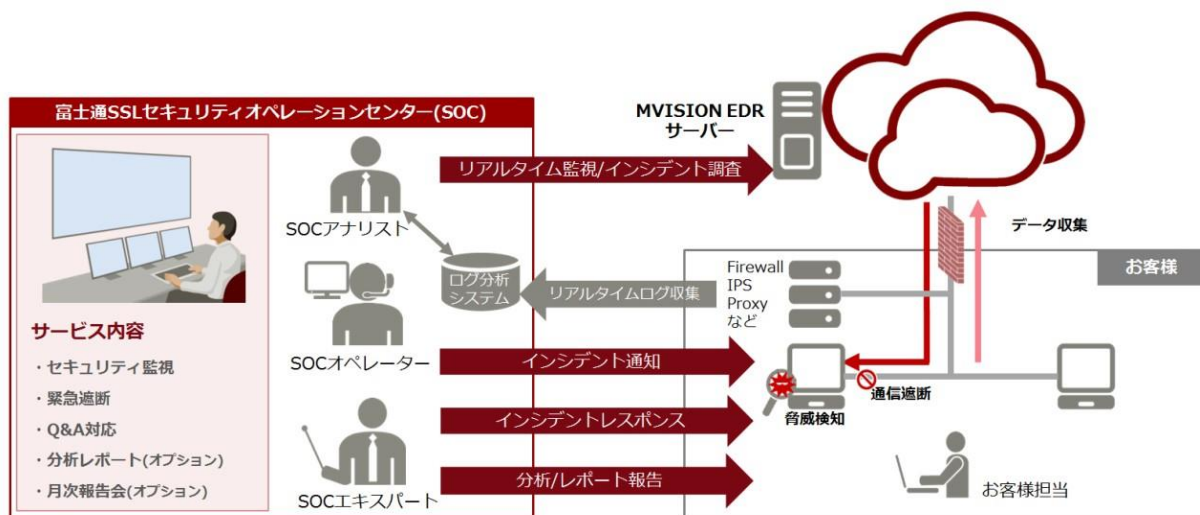 富士通SSLセキュリティオペレーションセンター(SOC)
サービス内容
・セキュリティ監視
・緊急遮断
・Q&A対応
・分析レポート(オプション)
・月次報告会(オプション)
SOCアナリスト
ログ分析
システム
SOCオペレーター
SOCエキスパート
リアルタイム監視/インシデント調査
リアルタイムログ収集
インシデント通知
インシデントレスポンス
分析/レポート報告
MVISION EDR
サーバー
データ収集
お客様
Firewall
IPS
Proxy
など
通信遮断
脅威検知
お客様担当